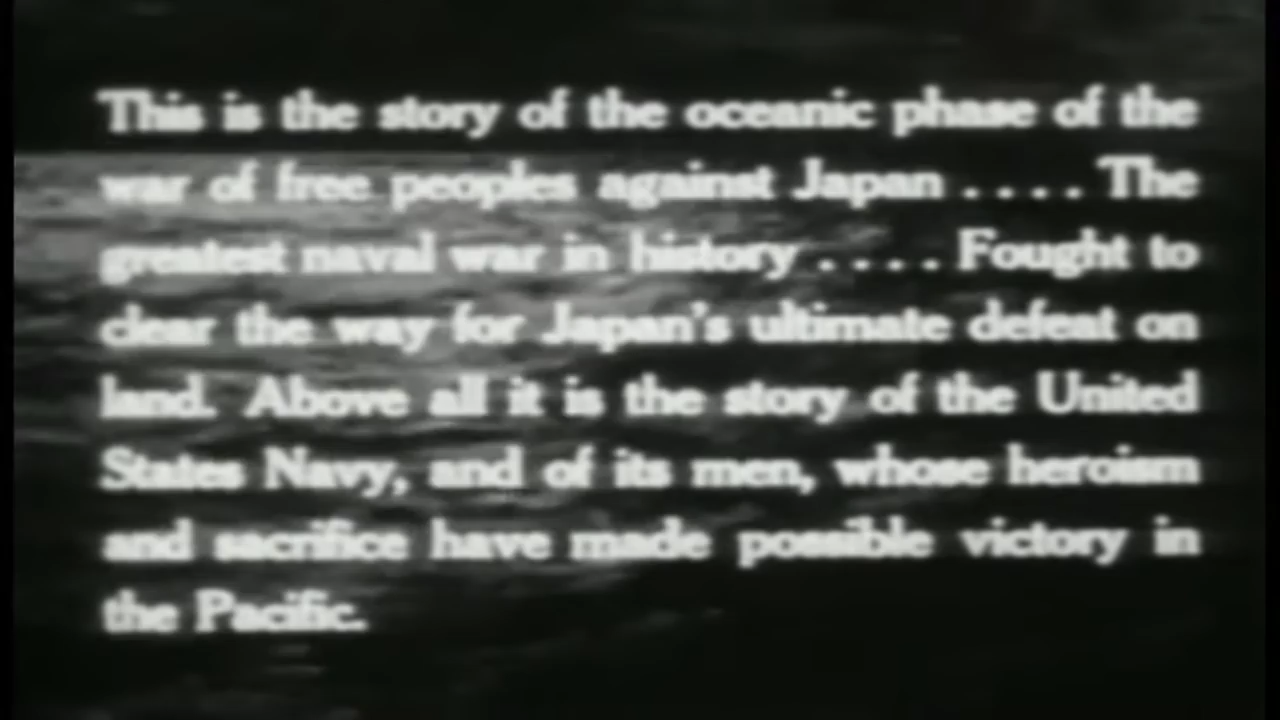 This is the story of the oceanic phase of the
war of free peoples against Japan . . . . The
greatest naval war in history . . . . Fought to
clear the way for Japan's ultimate defeat on
land. Above all it is the story of the United
States Navy, and of its men, whose heroism
and sacrifice have made possible victory in
the Pacific.